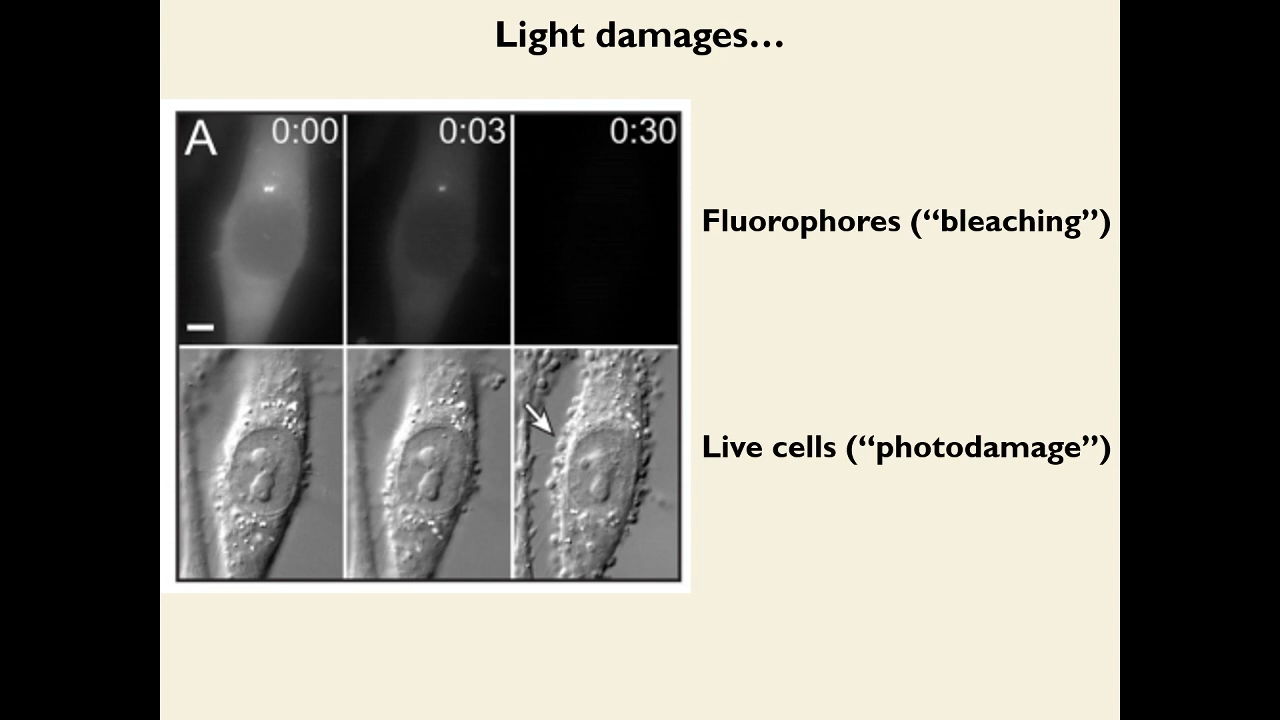 Light damages…
A
0:00
0:03
0:30
Fluorophores (“bleaching”)
Live cells (“photodamage”)